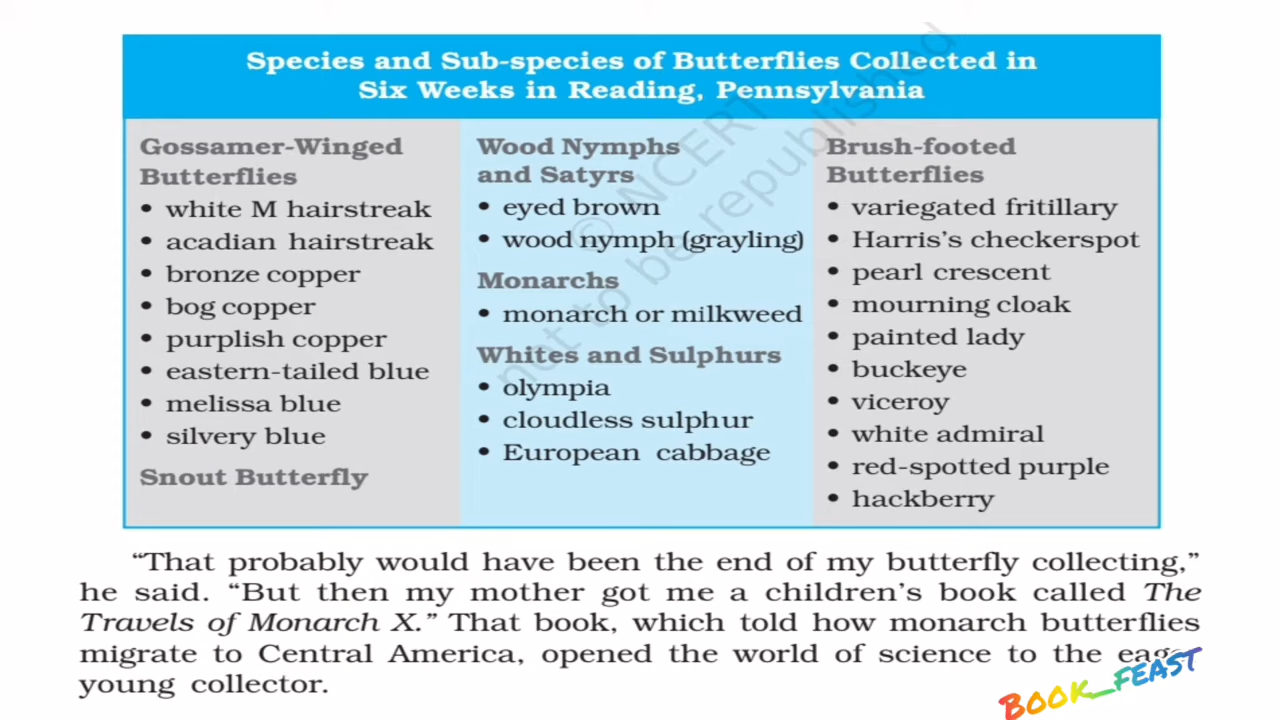 Species and Sub-species of Butterflies Collected in
Six Weeks in Reading, Pennsylvania
Gossamer-Winged
Butterflies
• white M hairstreak
• acadian hairstreak
• bronze copper
• bog copper
• purplish copper
• eastern-tailed blue
• melissa blue
• silvery blue
Snout Butterfly
Wood Nymphs
and Satyrs
• eyed brown
• wood nymph (grayling)
Monarchs
• monarch or milkweed
Whites and Sulphurs
• olympia
• cloudless sulphur
• European cabbage
Brush-footed
Butterflies
• variegated fritillary
• Harris's checkerspot
• pearl crescent
• mourning cloak
• painted lady
• buckeye
• viceroy
• white admiral
• red-spotted purple
• hackberry
© NCERT
not to be republished
“That probably would have been the end of my butterfly collecting,”
he said. “But then my mother got me a children's book called The
Travels of Monarch X.” That book, which told how monarch butterflies
migrate to Central America, opened the world of science to the eager
young collector.
BOOK_FEAST